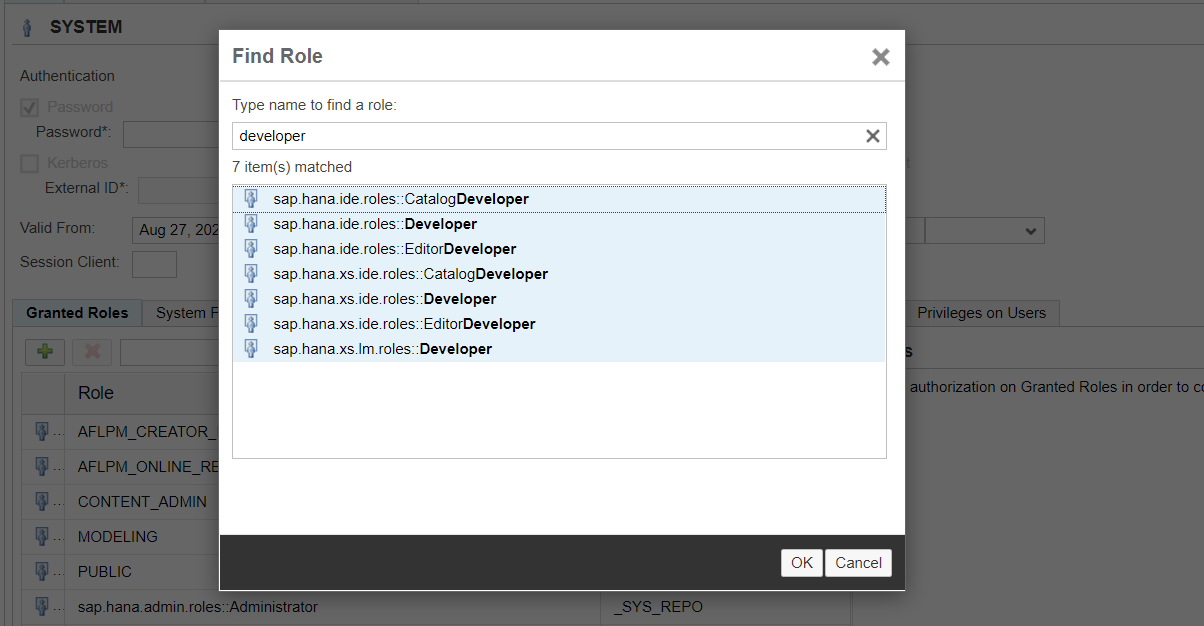 SYSTEM
Find Role
Authentication
Type name to find a role:
Password
Password*:
developer
7 item(s) matched
Kerberos
External ID*:
sap.hana.ide.roles::CatalogDeveloper
sap.hana.ide.roles::Developer
sap.hana.ide.roles::EditorDeveloper
sap.hana.xs.ide.roles::CatalogDeveloper
sap.hana.xs.ide.roles::Developer
sap.hana.xs.ide.roles::EditorDeveloper
sap.hana.xs.lm.roles::Developer
Valid From:
Aug 27, 202
Session Client:
Granted Roles
System F
Privileges on Users
s
Role
authorization on Granted Roles in order to co
... AFLPM_CREATOR_
... AFLPM_ONLINE_RE
... CONTENT_ADMIN
... MODELING
... PUBLIC
... sap.hana.admin.roles::Administrator _SYS_REPO
OK
Cancel